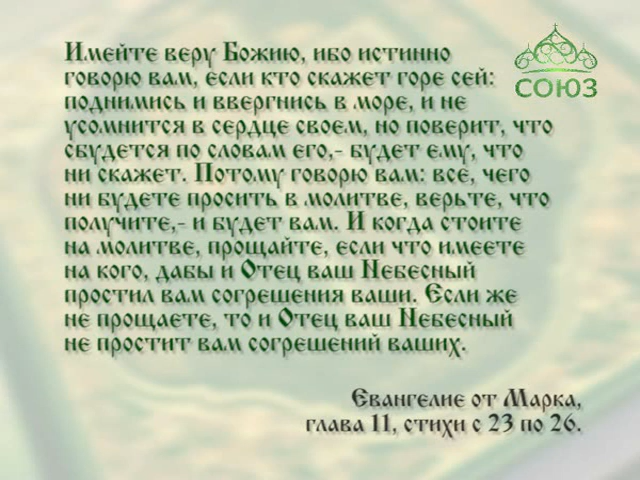 Имейте веру Божию, ибо истинно
говорю вам, если кто скажет горе сей:
поднимись и ввергнись в море, и не
усомнится в сердце своем, но поверит, что
сбудется по словам его,- будет ему, что
ни скажет. Потому говорю вам: все, чего
ни будете просить в молитве, верьте, что
получите,- и будет вам. И когда стоите
на молитве, прощайте, если что имеете
на кого, дабы и Отец ваш Небесный
простил вам согрешения ваши. Если же
не прощаете, то и Отец ваш Небесный
не простит вам согрешений ваших.
Евангелие от Марка,
глава 11, стихи с 23 по 26.
СОЮЗ